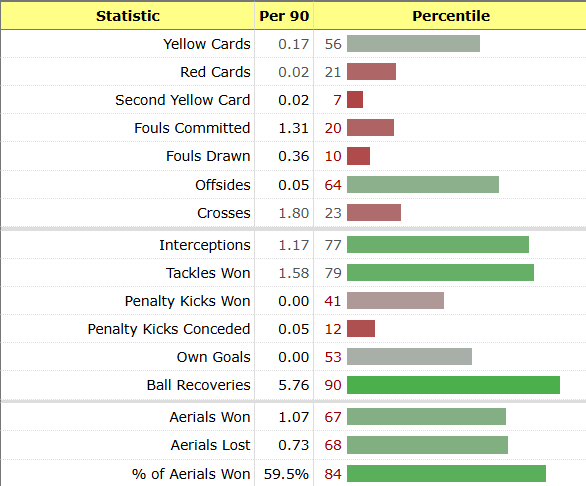 Statistic Per 90 Percentile
Yellow Cards 0.17 56
Red Cards 0.02 21
Second Yellow Card 0.02 7
Fouls Committed 1.31 20
Fouls Drawn 0.36 10
Offsides 0.05 64
Crosses 1.80 23
Interceptions 1.17 77
Tackles Won 1.58 79
Penalty Kicks Won 0.00 41
Penalty Kicks Conceded 0.05 12
Own Goals 0.00 53
Ball Recoveries 5.76 90
Aerials Won 1.07 67
Aerials Lost 0.73 68
% of Aerials Won 59.5% 84